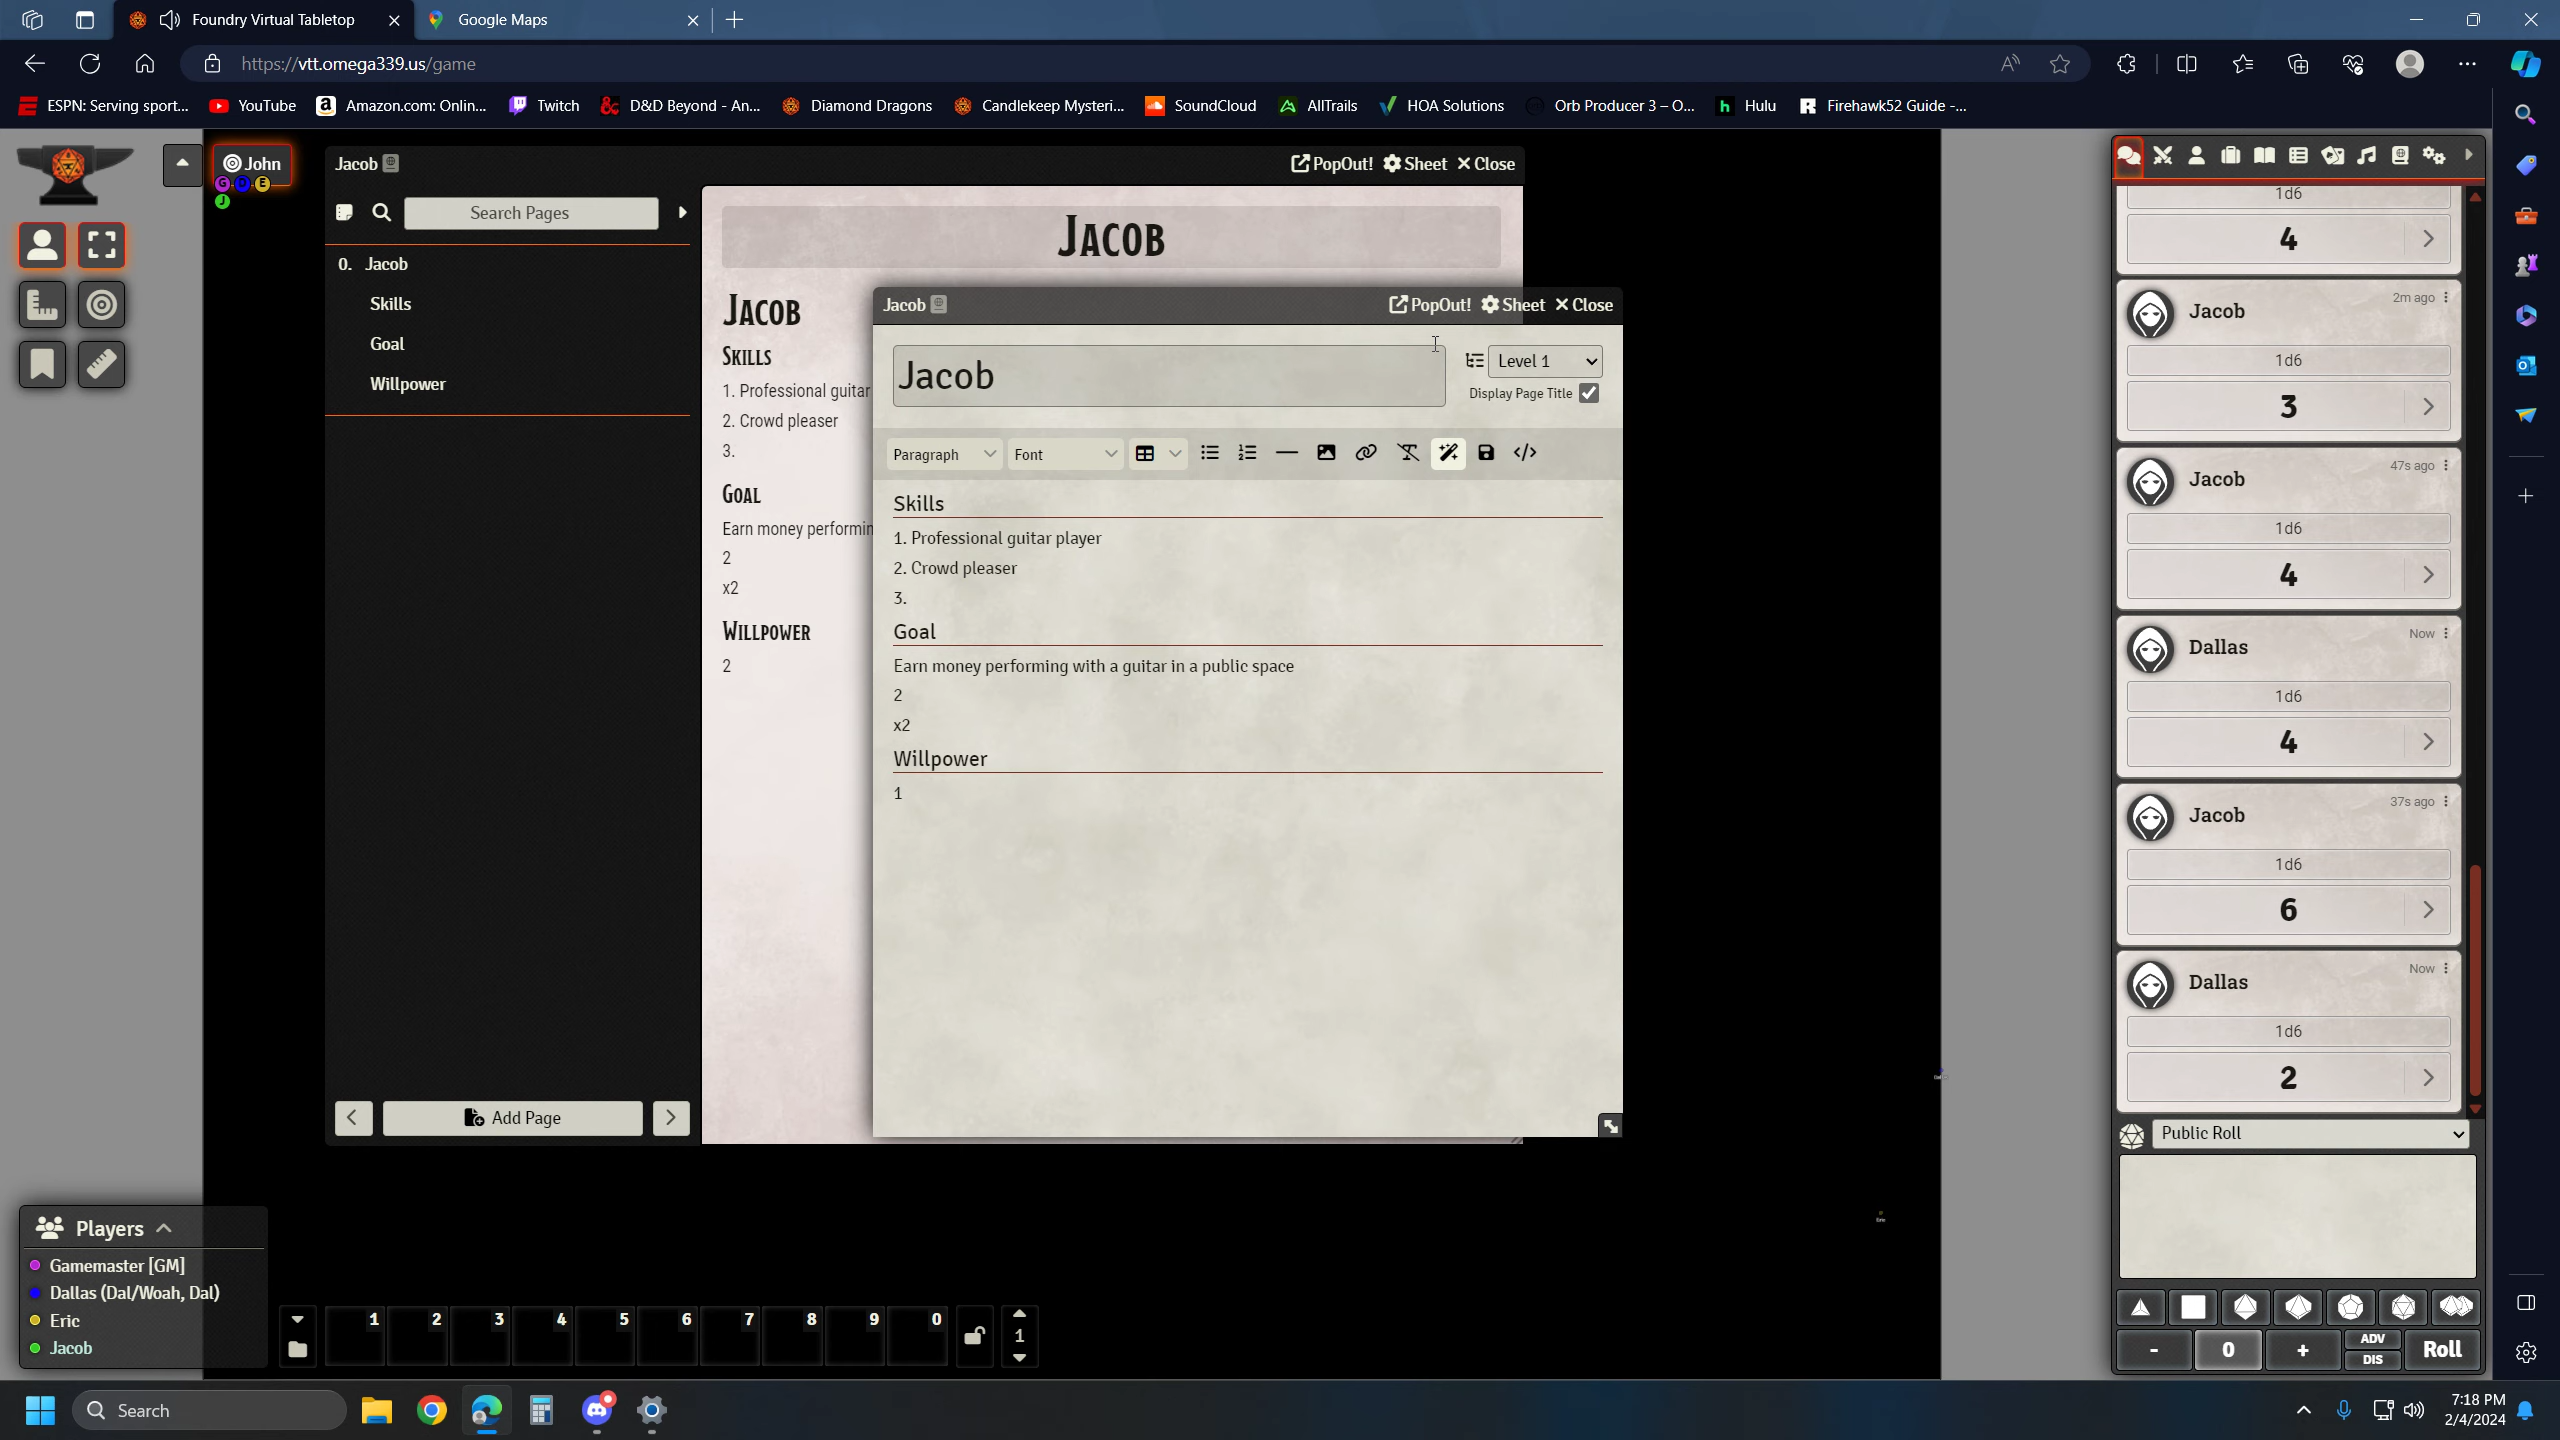 Foundry Virtual Tabletop
Google Maps
https://vtt.omega339.us/game
ESPN: Serving sport...
YouTube
Amazon.com: Onlin...
Twitch
D&D Beyond - An...
Diamond Dragons
Candlekeep Mysteri...
SoundCloud
AllTrails
HOA Solutions
Orb Producer 3 – O...
Hulu
Firehawk52 Guide -...
John
G D E
J
Jacob
PopOut! Sheet Close
Search Pages
0. Jacob
Skills
Goal
Willpower
Add Page
Jacob
Jacob
Skills
1. Professional guitar
2. Crowd pleaser
3.
Goal
Earn money performin
2
x2
Willpower
2
Jacob
PopOut! Sheet Close
Jacob
Level 1
Display Page Title
Paragraph
Font
Skills
1. Professional guitar player
2. Crowd pleaser
3.
Goal
Earn money performing with a guitar in a public space
2
x2
Willpower
1
1d6
4
Jacob
2m ago
1d6
3
Jacob
47s ago
1d6
4
Dallas
Now
1d6
4
Jacob
37s ago
1d6
6
Dallas
Now
1d6
2
Public Roll
- 0 + ADV DIS Roll
Players
Gamemaster [GM]
Dallas (Dal/Woah, Dal)
Eric
Jacob
1 2 3 4 5 6 7 8 9 0
1
Search
7:18 PM
2/4/2024